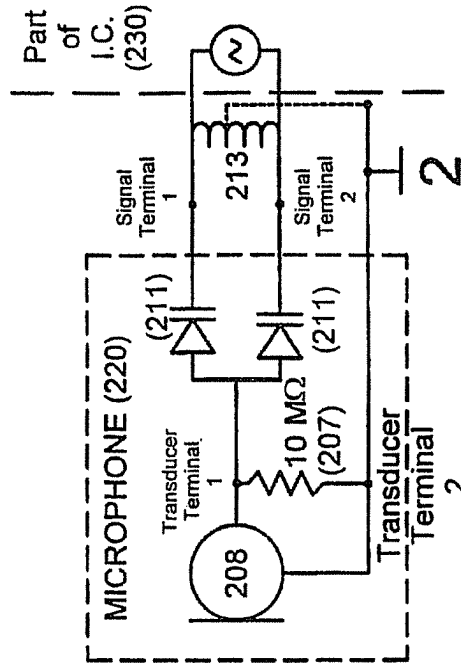 Part
of
I.C.
(230)
Signal
Terminal
1
213
Signal
Terminal
2
2
MICROPHONE (220)
(211)
(211)
Transducer
Terminal
1
10 MΩ
(207)
208
Transducer
Terminal
2